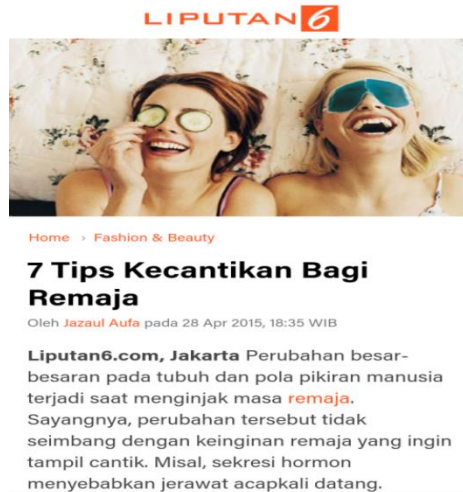 LIPUTAN 6
Home › Fashion & Beauty
7 Tips Kecantikan Bagi
Remaja
Oleh Jazaul Aufa pada 28 Apr 2015, 18:35 WIB
Liputan6.com, Jakarta Perubahan besar-
besaran pada tubuh dan pola pikiran manusia
terjadi saat menginjak masa remaja.
Sayangnya, perubahan tersebut tidak
seimbang dengan keinginan remaja yang ingin
tampil cantik. Misal, sekresi hormon
menyebabkan jerawat acapkali datang.